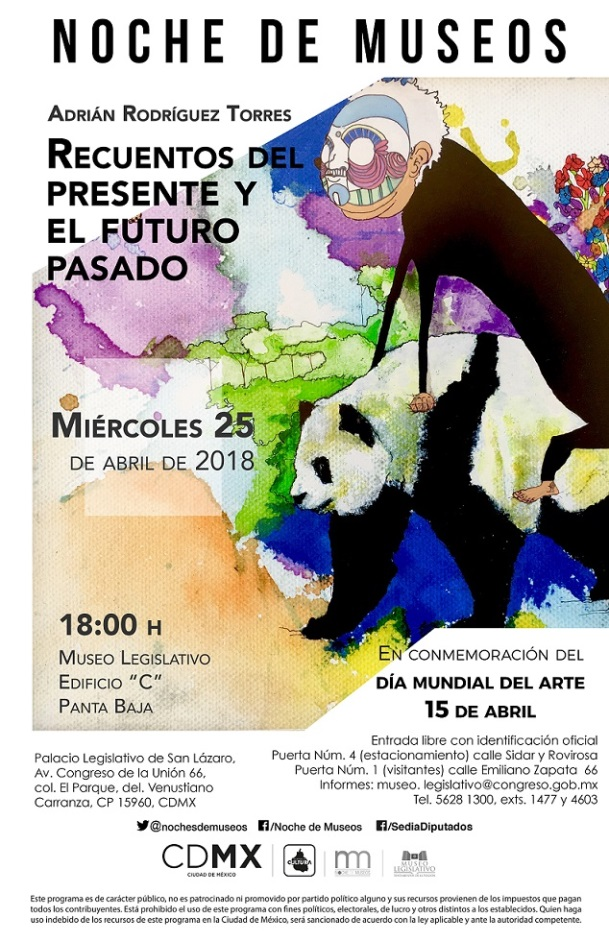 NOCHE DE MUSEOS
ADRIÁN RODRÍGUEZ TORRES
RECUENTOS DEL
PRESENTE Y
EL FUTURO
PASADO
MIÉRCOLES 25
DE ABRIL DE 2018
18:00 H
MUSEO LEGISLATIVO
EDIFICIO "C"
PANTA BAJA
EN CONMEMORACIÓN DEL
DÍA MUNDIAL DEL ARTE
15 DE ABRIL
Palacio Legislativo de San Lázaro,
Av. Congreso de la Unión 66,
col. El Parque, del. Venustiano
Carranza, CP 15960, CDMX
Entrada libre con identificación oficial
Puerta Núm. 4 (estacionamiento) calle Sidar y Rovirosa
Puerta Núm. 1 (visitantes) calle Emiliano Zapata 66
Informes: museo. legislativo@congreso.gob.mx
Tel. 5628 1300, exts. 1477 y 4603
@nochesdemuseos /Noche de Museos /SediaDiputados
CDMX
CIUDAD DE MÉXICO
CULTURA
NOCHE DE MUSEOS
MUSEO
LEGISLATIVO
Este programa es de carácter público, no es patrocinado ni promovido por partido político alguno y sus recursos provienen de los impuestos que pagan
todos los contribuyentes. Está prohibido el uso de este programa con fines políticos, electorales, de lucro y otros distintos a los establecidos. Quien haga
uso indebido de los recursos de este programa en la Ciudad de México, será sancionado de acuerdo con la ley aplicable y ante la autoridad competente.